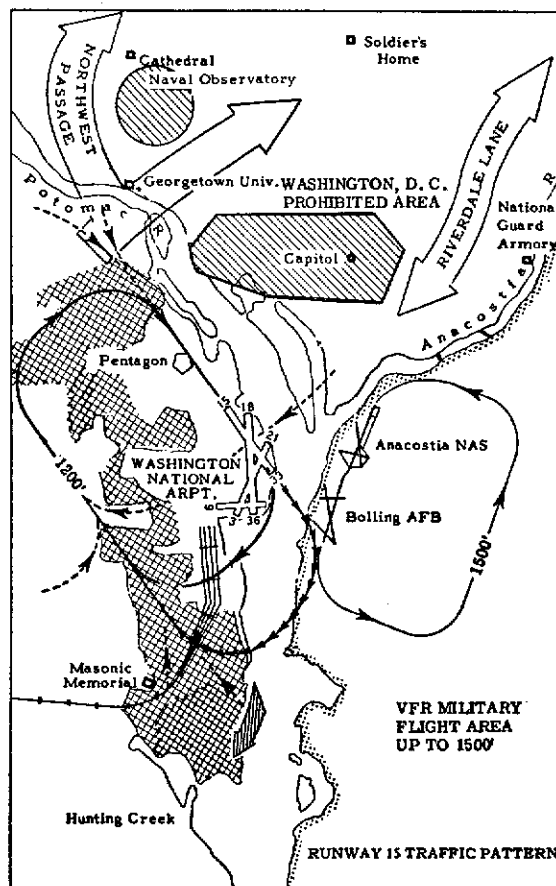 Cathedral
Naval Observatory
Soldier's
Home
NORTHWEST
PASSAGE
Georgetown Univ.
WASHINGTON, D. C.
PROHIBITED AREA
RIVERDALE LANE
Potomac
R
R
National
Guard
Armory
Capitol
Anacostia
Pentagon
18
21
WASHINGTON
NATIONAL
ARPT.
1200'
Anacostia NAS
3
36
Bolling AFB
1500'
Masonic
Memorial
VFR MILITARY
FLIGHT AREA
UP TO 1500'
Hunting Creek
RUNWAY 15 TRAFFIC PATTERN